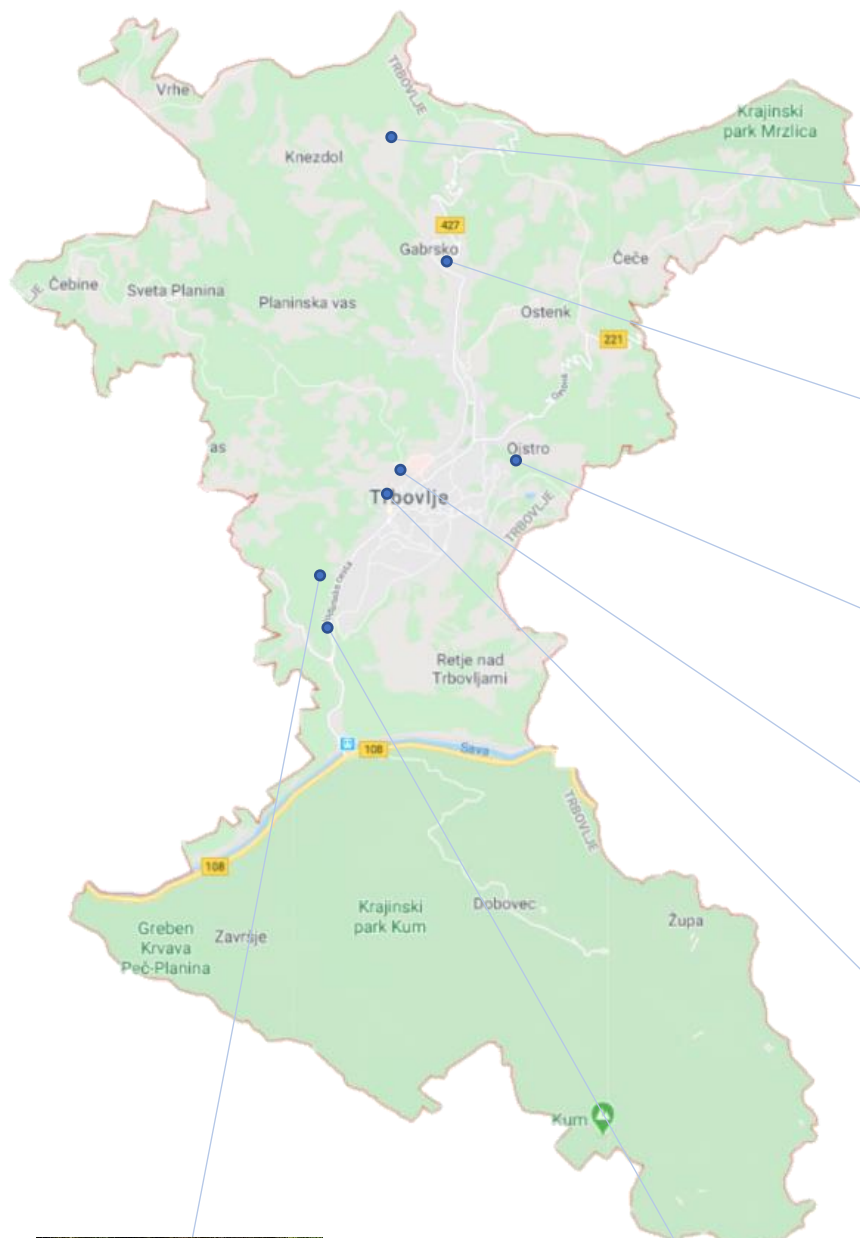 TRBOVLJE
Vrhe
Krajinski
park Mrzlica
Knezdol
427
Gabrsko
Čeče
Čebine
Sveta Planina
Planinska vas
Ostenk
221
Ojstro
as
Trbovlje
TRBOVLJE
Retje nad
Trbovljami
108
Sava
TRBOVLJE
108
Dobovec
Krajinski
park Kum
Župa
Greben
Krvava
Peč-Planina
Završje
Kum